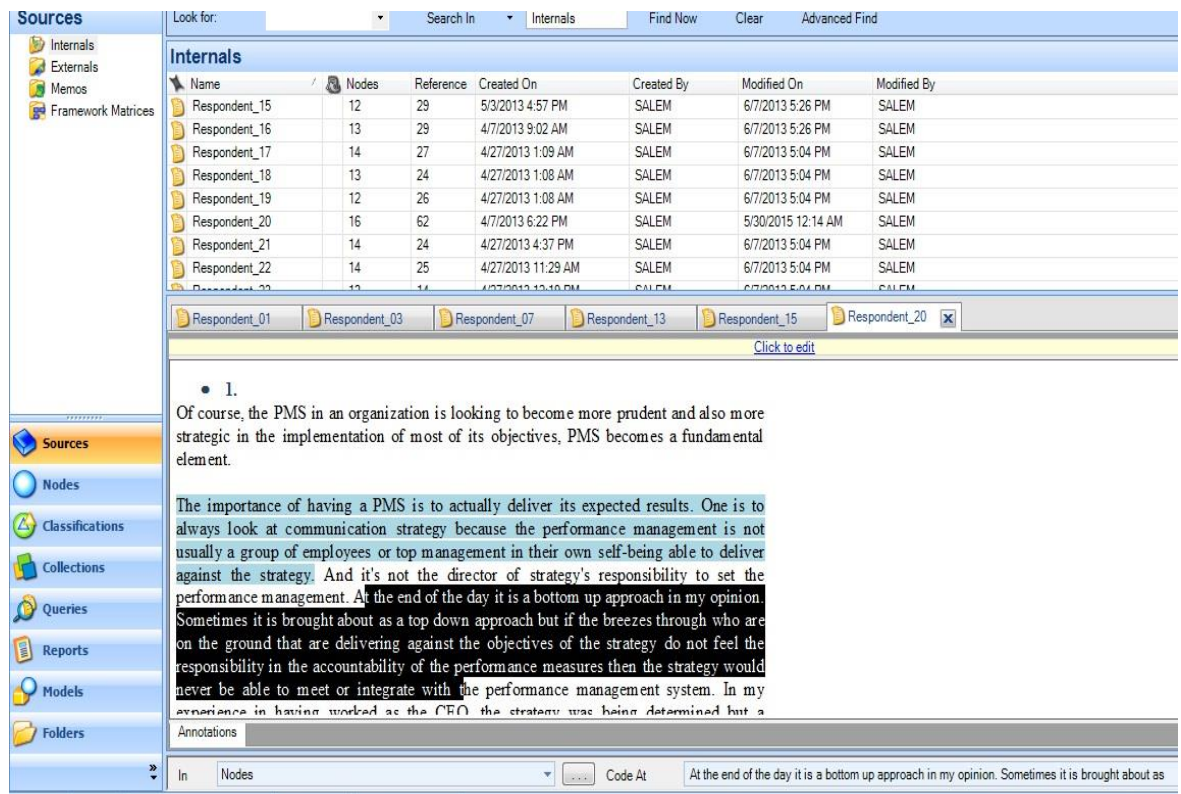 Sources
Look for: Search In Internals Find Now Clear Advanced Find
Internals
Externals
Memos
Framework Matrices
Internals
Name Nodes Reference Created On Created By Modified On Modified By
Respondent_15 12 29 5/3/2013 4:57 PM SALEM 6/7/2013 5:26 PM SALEM
Respondent_16 13 29 4/7/2013 9:02 AM SALEM 6/7/2013 5:26 PM SALEM
Respondent_17 14 27 4/27/2013 1:09 AM SALEM 6/7/2013 5:04 PM SALEM
Respondent_18 13 24 4/27/2013 1:08 AM SALEM 6/7/2013 5:04 PM SALEM
Respondent_19 12 26 4/27/2013 1:08 AM SALEM 6/7/2013 5:04 PM SALEM
Respondent_20 16 62 4/7/2013 6:22 PM SALEM 5/30/2015 12:14 AM SALEM
Respondent_21 14 24 4/27/2013 4:37 PM SALEM 6/7/2013 5:04 PM SALEM
Respondent_22 14 25 4/27/2013 11:29 AM SALEM 6/7/2013 5:04 PM SALEM
Respondent_01 Respondent_03 Respondent_07 Respondent_13 Respondent_15 Respondent_20
Click to edit
• 1.
Of course, the PMS in an organization is looking to become more prudent and also more
strategic in the implementation of most of its objectives, PMS becomes a fundamental
element.
The importance of having a PMS is to actually deliver its expected results. One is to
always look at communication strategy because the performance management is not
usually a group of employees or top management in their own self-being able to deliver
against the strategy. And it's not the director of strategy's responsibility to set the
performance management. At the end of the day it is a bottom up approach in my opinion.
Sometimes it is brought about as a top down approach but if the breezes through who are
on the ground that are delivering against the objectives of the strategy do not feel the
responsibility in the accountability of the performance measures then the strategy would
never be able to meet or integrate with the performance management system. In my
experience in having worked as the CEO, the strategy was being determined but a
Sources
Nodes
Classifications
Collections
Queries
Reports
Models
Folders
Annotations
In Nodes ... Code At At the end of the day it is a bottom up approach in my opinion. Sometimes it is brought about as